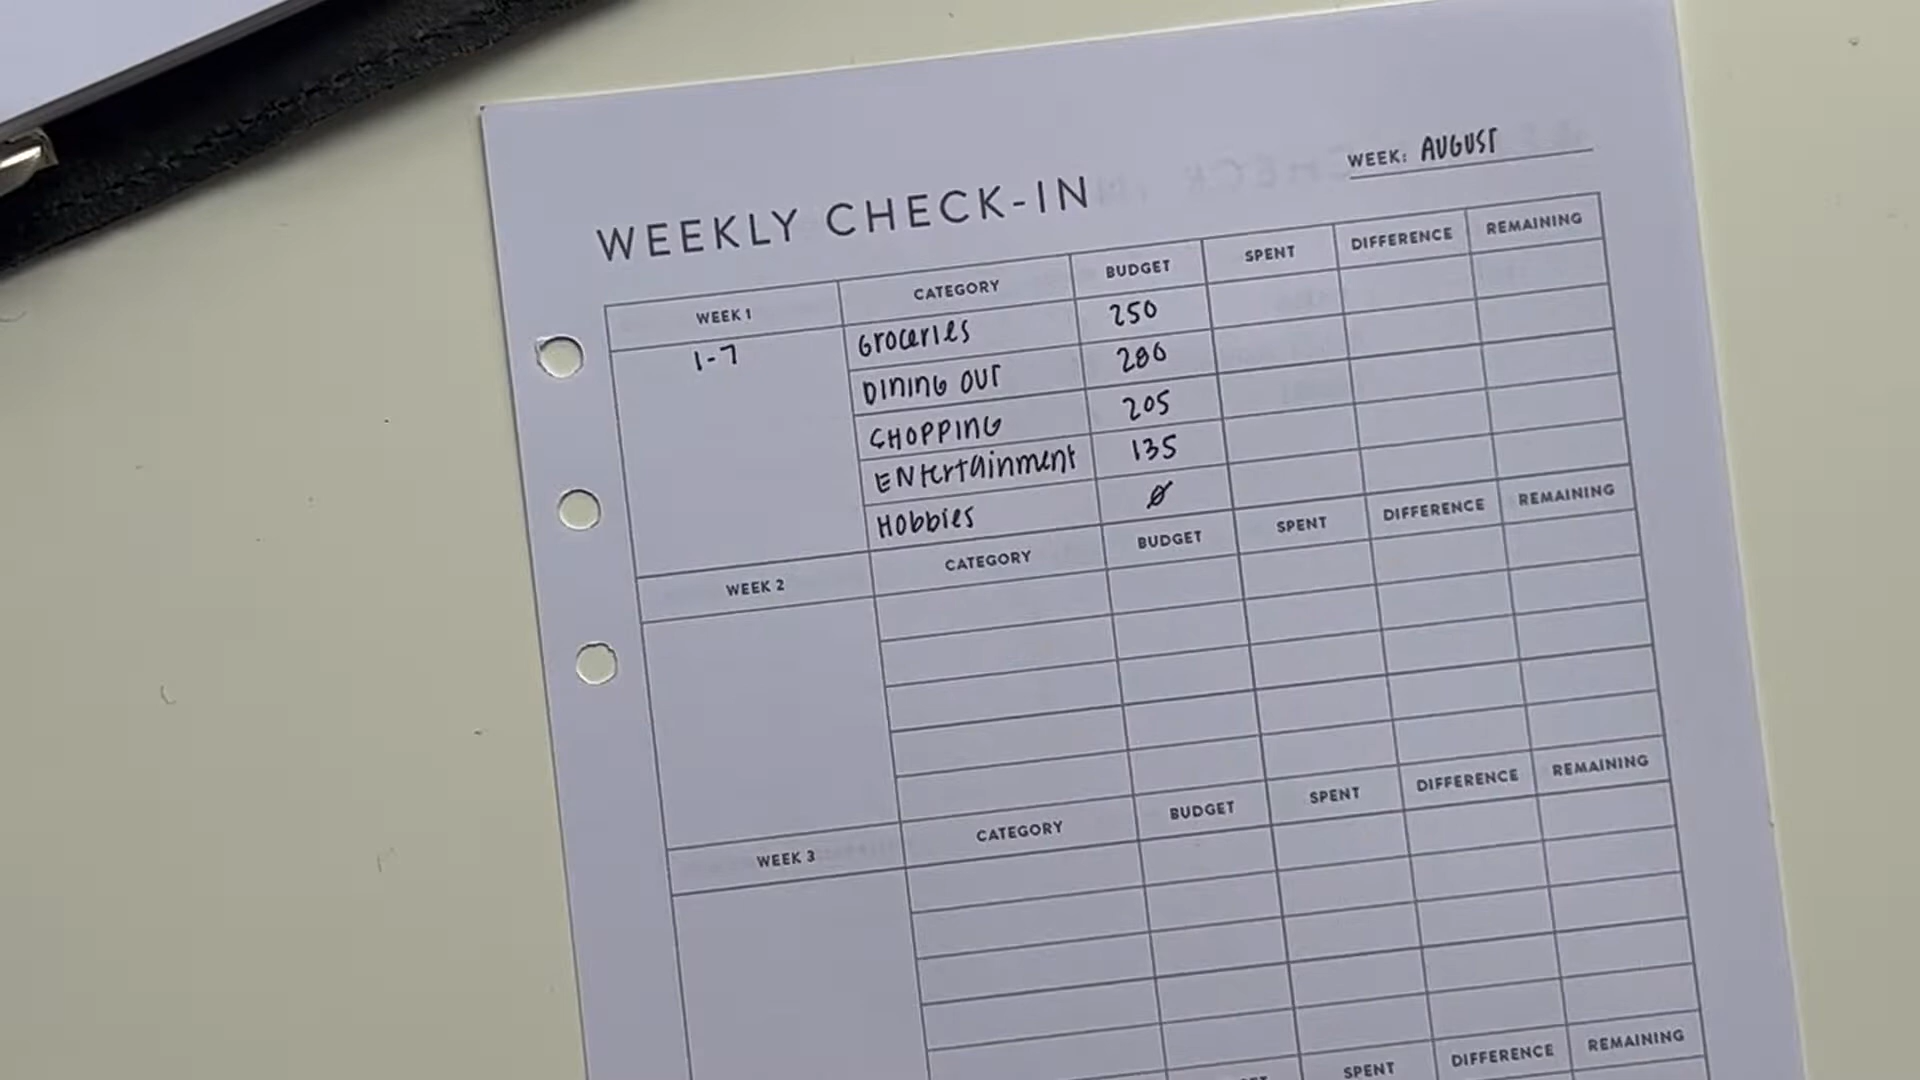 WEEK: AUGUST
WEEKLY CHECK-IN
WEEK 1 CATEGORY BUDGET SPENT DIFFERENCE REMAINING
1-7 Groceries 250
DINING OUT 280
CHOPPING 205
ENtertainment 135
HObbies Ø
WEEK 2 CATEGORY BUDGET SPENT DIFFERENCE REMAINING
WEEK 3 CATEGORY BUDGET SPENT DIFFERENCE REMAINING
SPENT DIFFERENCE REMAINING